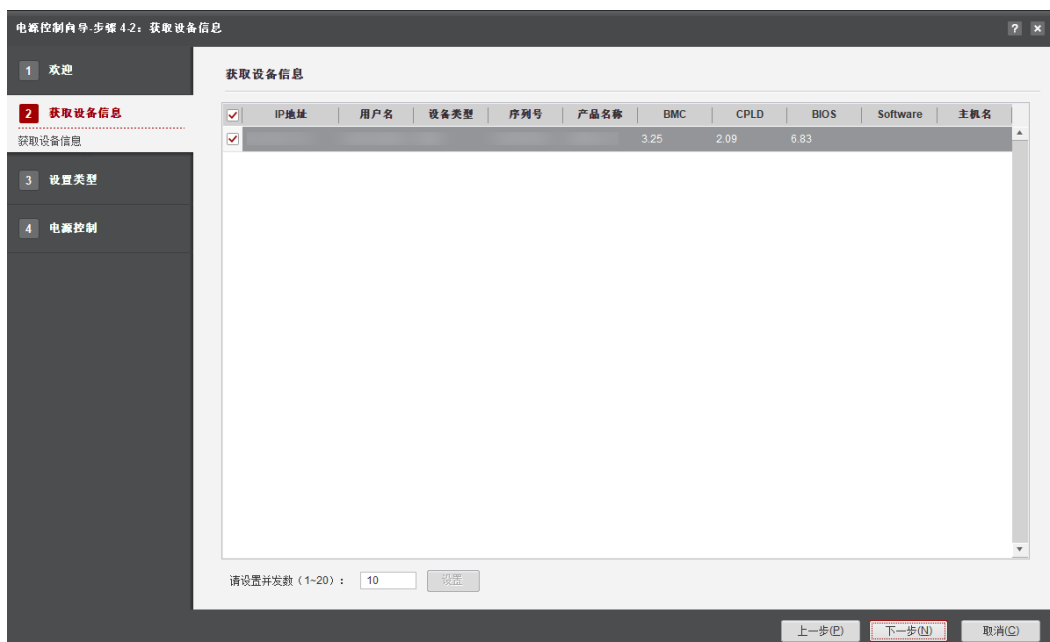 电源控制向导-步骤 4-2：获取设备信息
? ×
1 欢迎
2 获取设备信息
获取设备信息
3 设置类型
4 电源控制
获取设备信息
IP地址 用户名 设备类型 序列号 产品名称 BMC CPLD BIOS Software 主机名
3.25 2.09 6.83
请设置并发数（1~20）： 10 设置
上一步(P) 下一步(N) 取消(C)